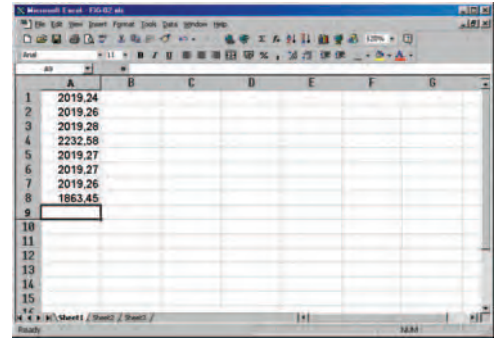 Microsoft Excel - FIG-02.xls
File Edit View Insert Format Tools Data Window Help
120%
Arial 11 B I U % ,
A9
A B C D E F G
1 2019,24
2 2019,26
3 2019,28
4 2232,58
5 2019,27
6 2019,27
7 2019,26
8 1863,45
9
10
11
12
13
14
15
Sheet1 / Sheet2 / Sheet3 /
Ready NUM